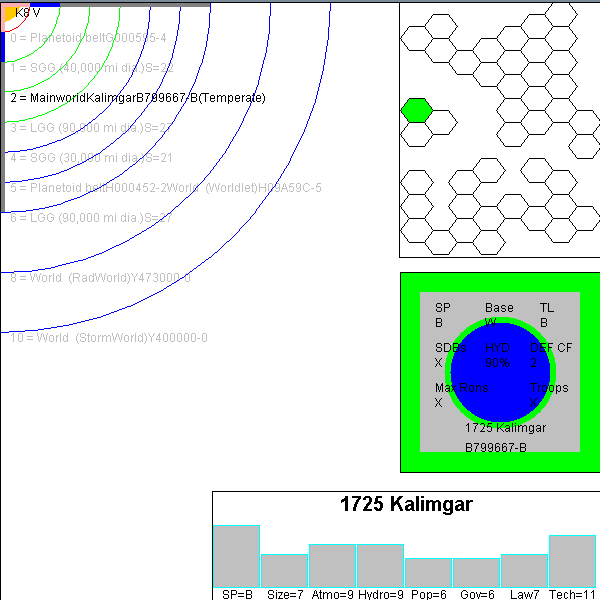 K8 V
0 = Planetoid beltG000595-4
1 = SGG (40,000 mi dia.)S=22
2 = MainworldKalimgarB799667-B(Temperate)
3 = LGG (90,000 mi dia.)S=27
4 = SGG (30,000 mi dia.)S=21
5 = Planetoid beltH000452-2World (Worldlet)H09A59C-5
6 = LGG (90,000 mi dia.)S=27
8 = World (RadWorld)Y473000-0
10 = World (StormWorld)Y400000-0
SP Base TL
B W B
SDBs HYD DEF CF
X 90% 2
Max Pons Troops
X X
1725 Kalimgar
B799667-B
1725 Kalimgar
SP=B Size=7 Atmo=9 Hydro=9 Pop=6 Gov=6 Law7 Tech=11